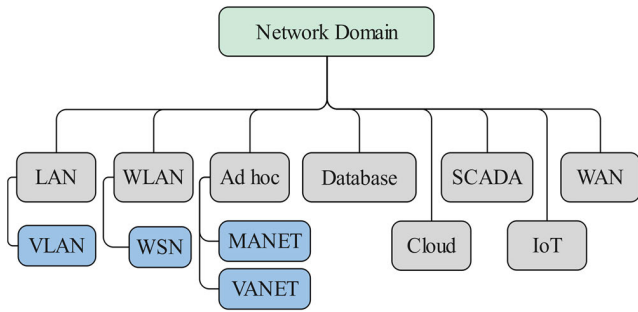 Network Domain
LAN
WLAN
Ad hoc
Database
SCADA
WAN
VLAN
WSN
MANET
Cloud
IoT
VANET